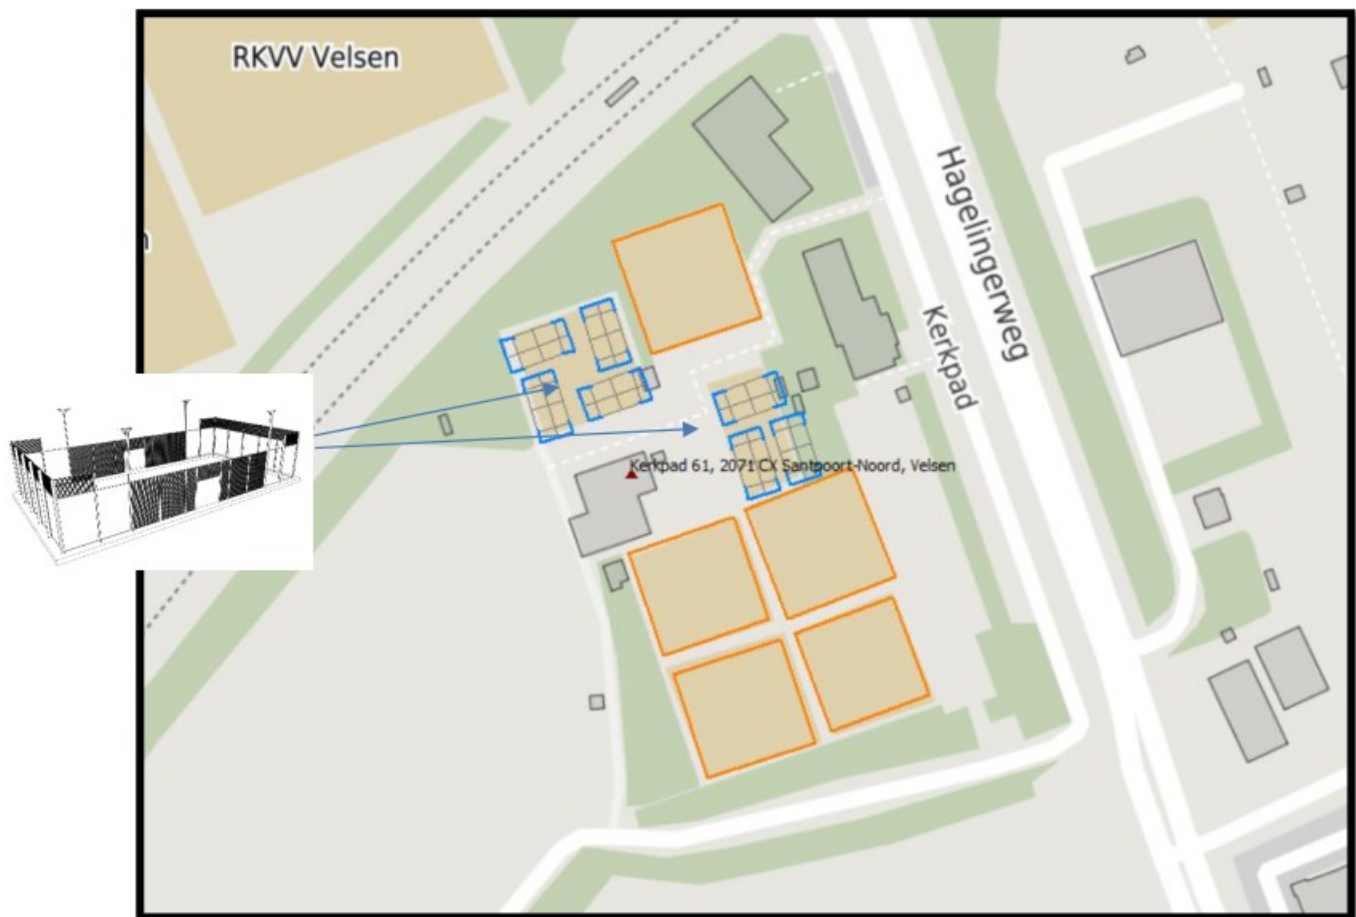 RKVV Velsen
Hagelingerweg
Kerkpad
Kerkpad 61, 2071 CX Santpoort-Noord, Velsen